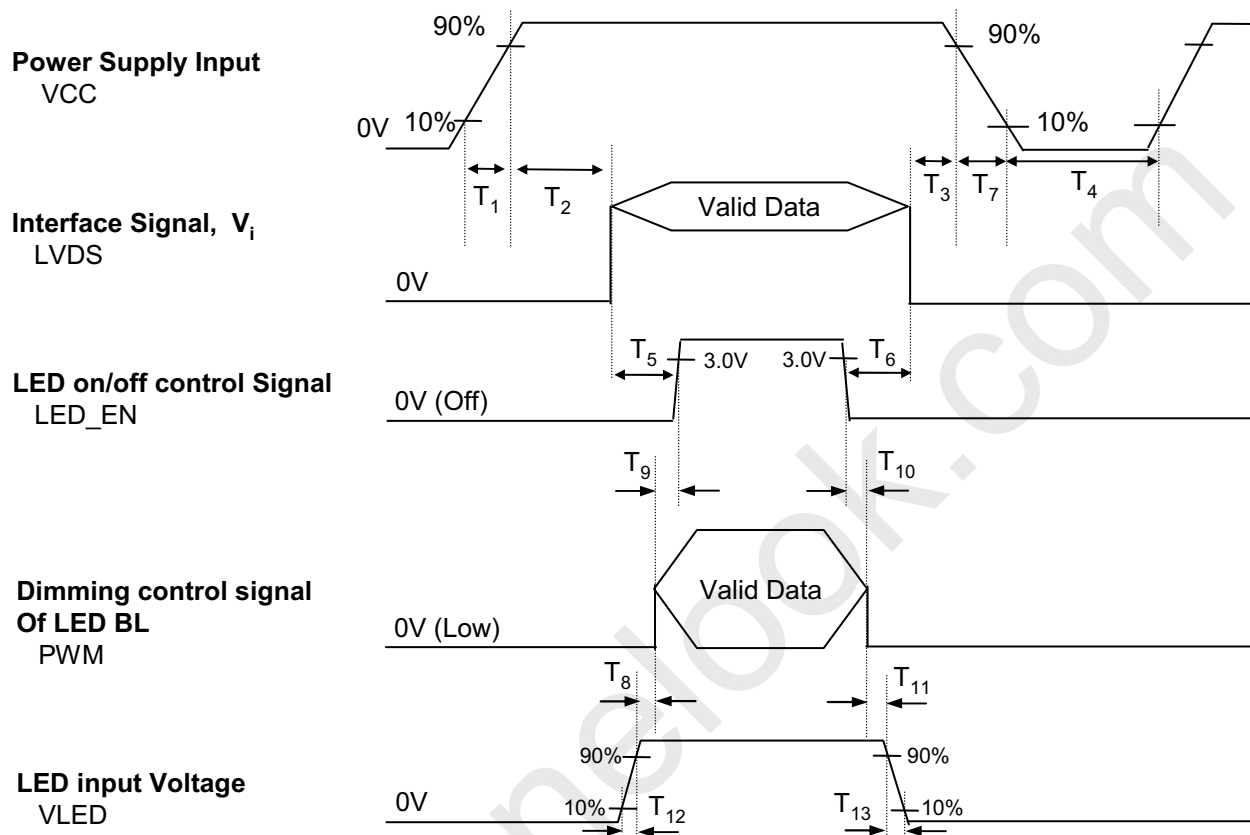 90%
90%
Power Supply Input
VCC
0V
10%
10%
T1
T2
T3
T7
T4
Interface Signal, Vi
LVDS
Valid Data
0V
T5
3.0V
3.0V
T6
LED on/off control Signal
LED_EN
0V (Off)
T9
T10
Dimming control signal
Of LED BL
PWM
Valid Data
0V (Low)
T8
T11
90%
90%
LED input Voltage
VLED
0V
10%
T12
T13
10%
nelook.com